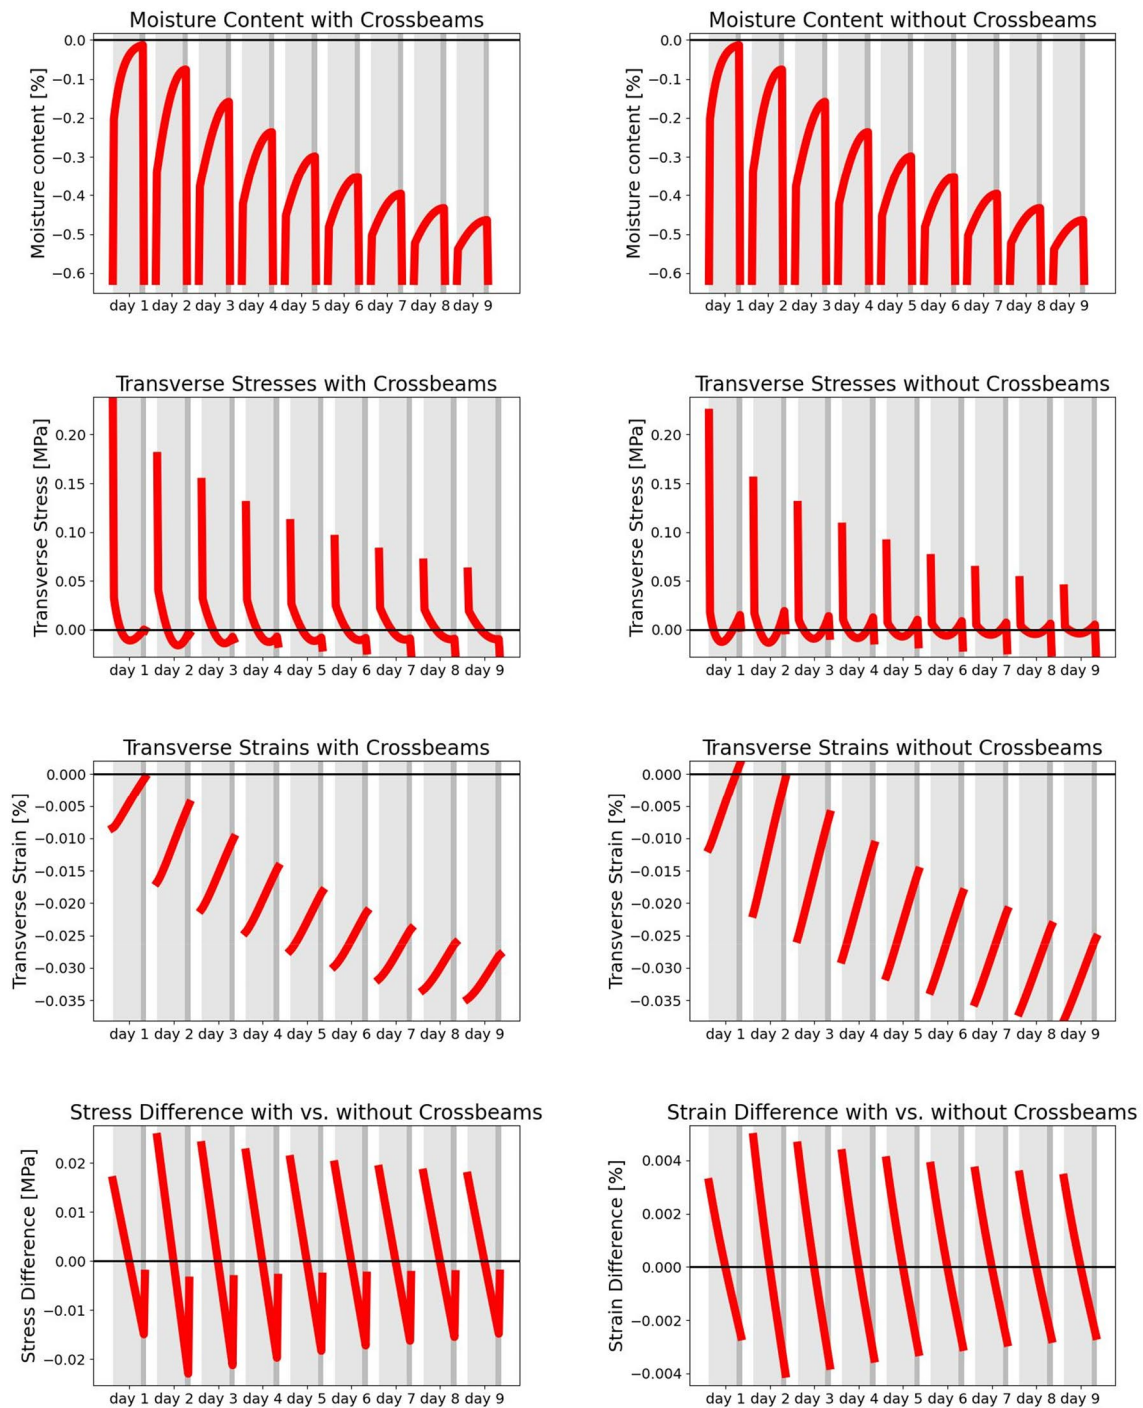 Moisture Content with Crossbeams
Moisture content [%]
0.0
−0.1
−0.2
−0.3
−0.4
−0.5
−0.6
day 1 day 2 day 3 day 4 day 5 day 6 day 7 day 8 day 9
Moisture Content without Crossbeams
Moisture content [%]
0.0
−0.1
−0.2
−0.3
−0.4
−0.5
−0.6
day 1 day 2 day 3 day 4 day 5 day 6 day 7 day 8 day 9
Transverse Stresses with Crossbeams
Transverse Stress [MPa]
0.20
0.15
0.10
0.05
0.00
day 1 day 2 day 3 day 4 day 5 day 6 day 7 day 8 day 9
Transverse Stresses without Crossbeams
Transverse Stress [MPa]
0.20
0.15
0.10
0.05
0.00
day 1 day 2 day 3 day 4 day 5 day 6 day 7 day 8 day 9
Transverse Strains with Crossbeams
Transverse Strain [%]
0.000
−0.005
−0.010
−0.015
−0.020
−0.025
−0.030
−0.035
day 1 day 2 day 3 day 4 day 5 day 6 day 7 day 8 day 9
Transverse Strains without Crossbeams
Transverse Strain [%]
0.000
−0.005
−0.010
−0.015
−0.020
−0.025
−0.030
−0.035
day 1 day 2 day 3 day 4 day 5 day 6 day 7 day 8 day 9
Stress Difference with vs. without Crossbeams
Stress Difference [MPa]
0.02
0.01
0.00
−0.01
−0.02
day 1 day 2 day 3 day 4 day 5 day 6 day 7 day 8 day 9
Strain Difference with vs. without Crossbeams
Strain Difference [%]
0.004
0.002
0.000
−0.002
−0.004
day 1 day 2 day 3 day 4 day 5 day 6 day 7 day 8 day 9